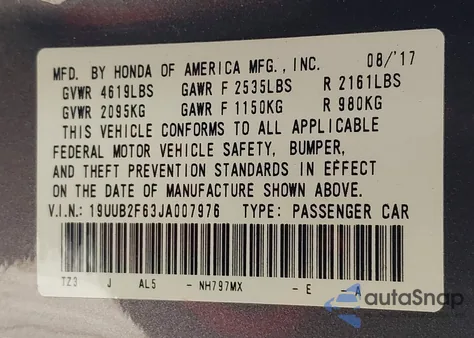 MFD. BY HONDA OF AMERICA MFG., INC. 08/'17
GVWR 4619LBS GAWR F 2535LBS R 2161LBS
GVWR 2095KG GAWR F 1150KG R 980KG
THIS VEHICLE CONFORMS TO ALL APPLICABLE
FEDERAL MOTOR VEHICLE SAFETY, BUMPER,
AND THEFT PREVENTION STANDARDS IN EFFECT
ON THE DATE OF MANUFACTURE SHOWN ABOVE.
V.I.N.: 19UUB2F63JA007976 TYPE: PASSENGER CAR
TZ3 J AL5 - NH797MX - E - A
autoSnap